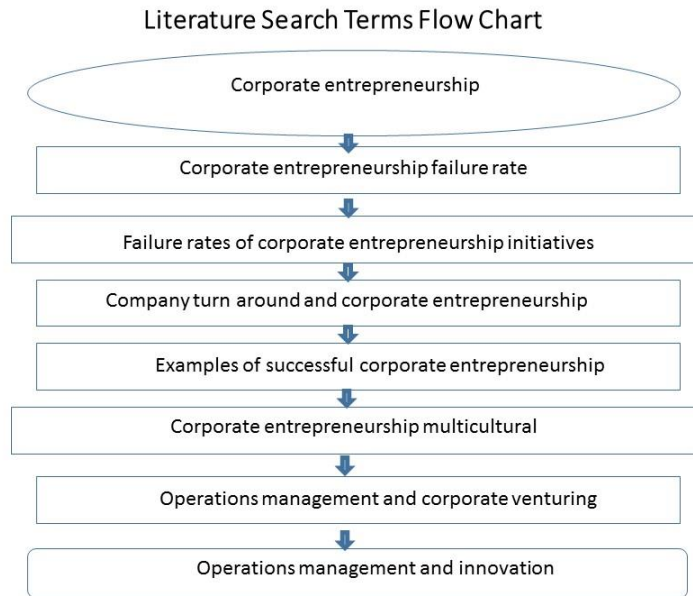 Literature Search Terms Flow Chart
Corporate entrepreneurship
Corporate entrepreneurship failure rate
Failure rates of corporate entrepreneurship initiatives
Company turn around and corporate entrepreneurship
Examples of successful corporate entrepreneurship
Corporate entrepreneurship multicultural
Operations management and corporate venturing
Operations management and innovation